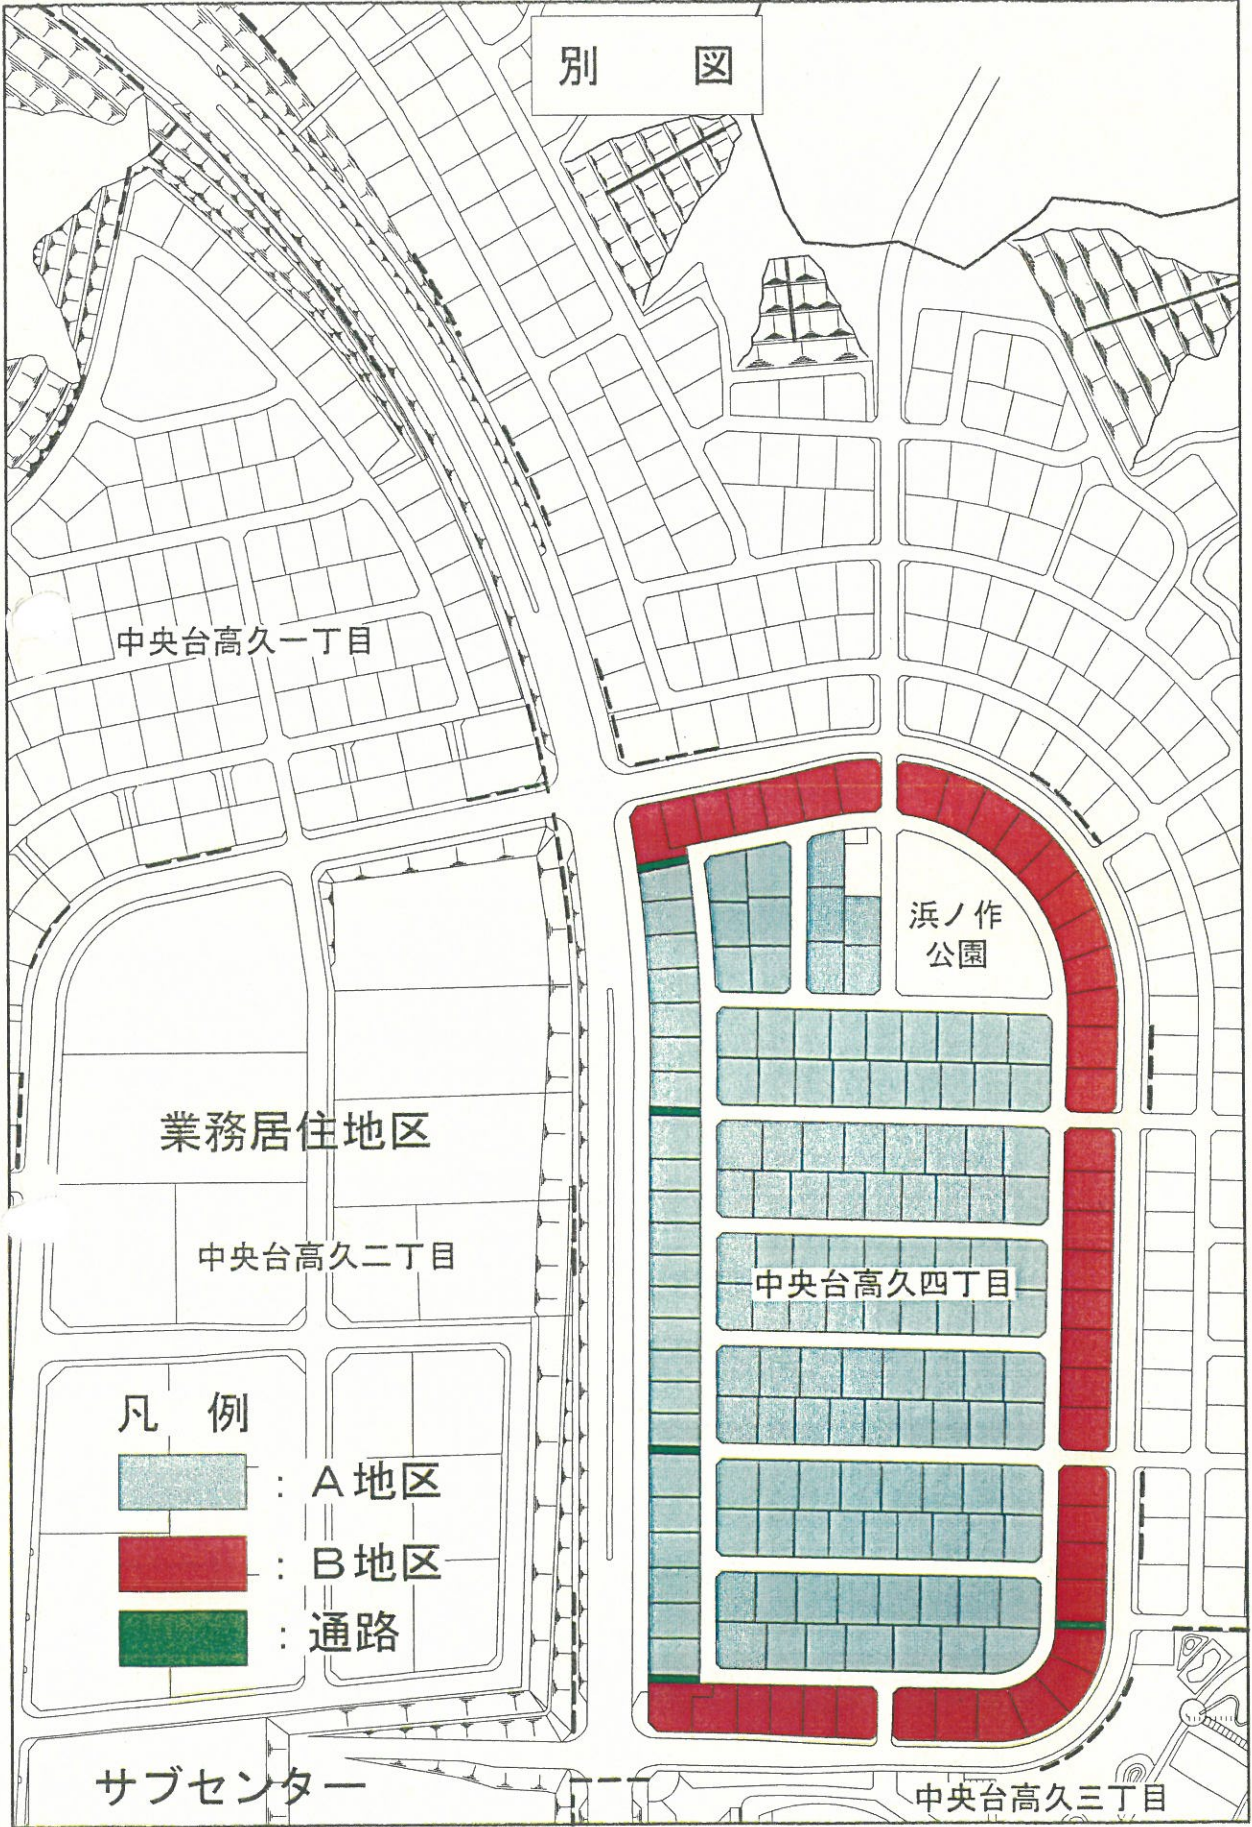 別 図
中央台高久一丁目
浜ノ作
公園
業務居住地区
中央台高久二丁目
中央台高久四丁目
凡 例
：A地区
：B地区
：通路
サブセンター
中央台高久三丁目